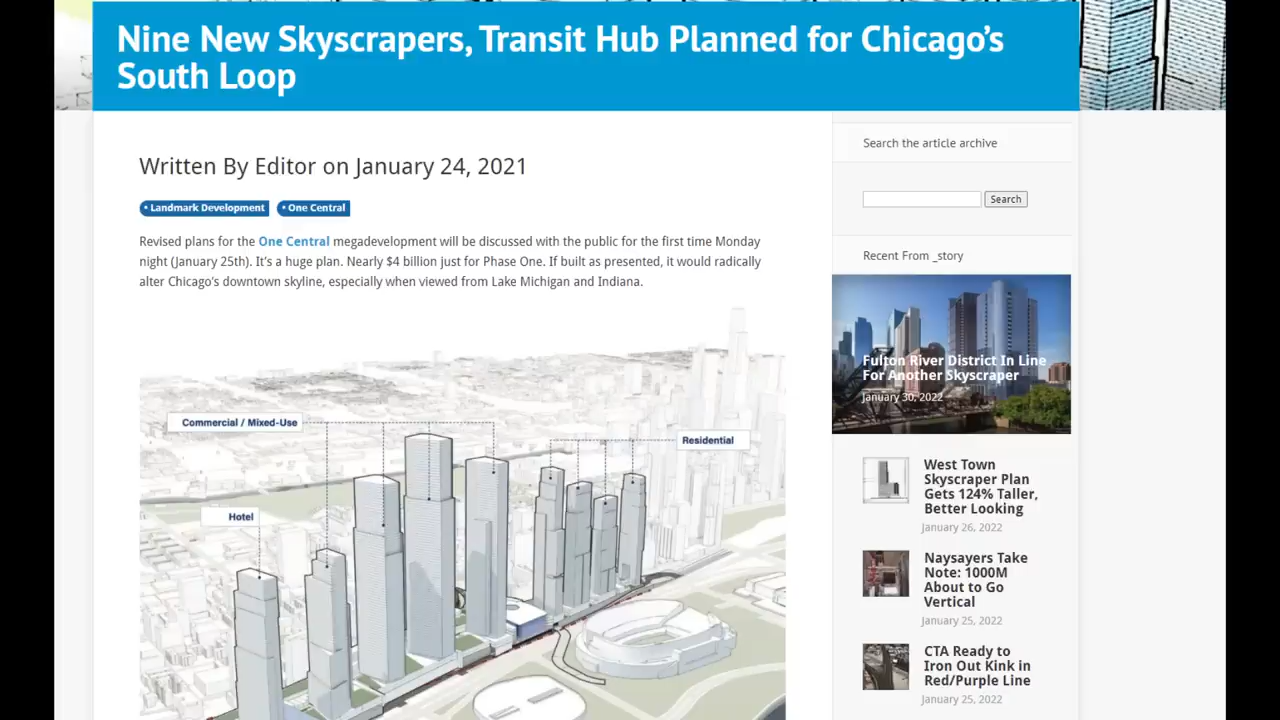 Nine New Skyscrapers, Transit Hub Planned for Chicago’s
South Loop
Written By Editor on January 24, 2021
• Landmark Development • One Central
Revised plans for the One Central megadevelopment will be discussed with the public for the first time Monday
night (January 25th). It’s a huge plan. Nearly $4 billion just for Phase One. If built as presented, it would radically
alter Chicago’s downtown skyline, especially when viewed from Lake Michigan and Indiana.
Commercial / Mixed-Use
Residential
Hotel
Search the article archive
Search
Recent From _story
Fulton River District In Line
For Another Skyscraper
January 30, 2022
West Town
Skyscraper Plan
Gets 124% Taller,
Better Looking
January 26, 2022
Naysayers Take
Note: 1000M
About to Go
Vertical
January 25, 2022
CTA Ready to
Iron Out Kink in
Red/Purple Line
January 25, 2022